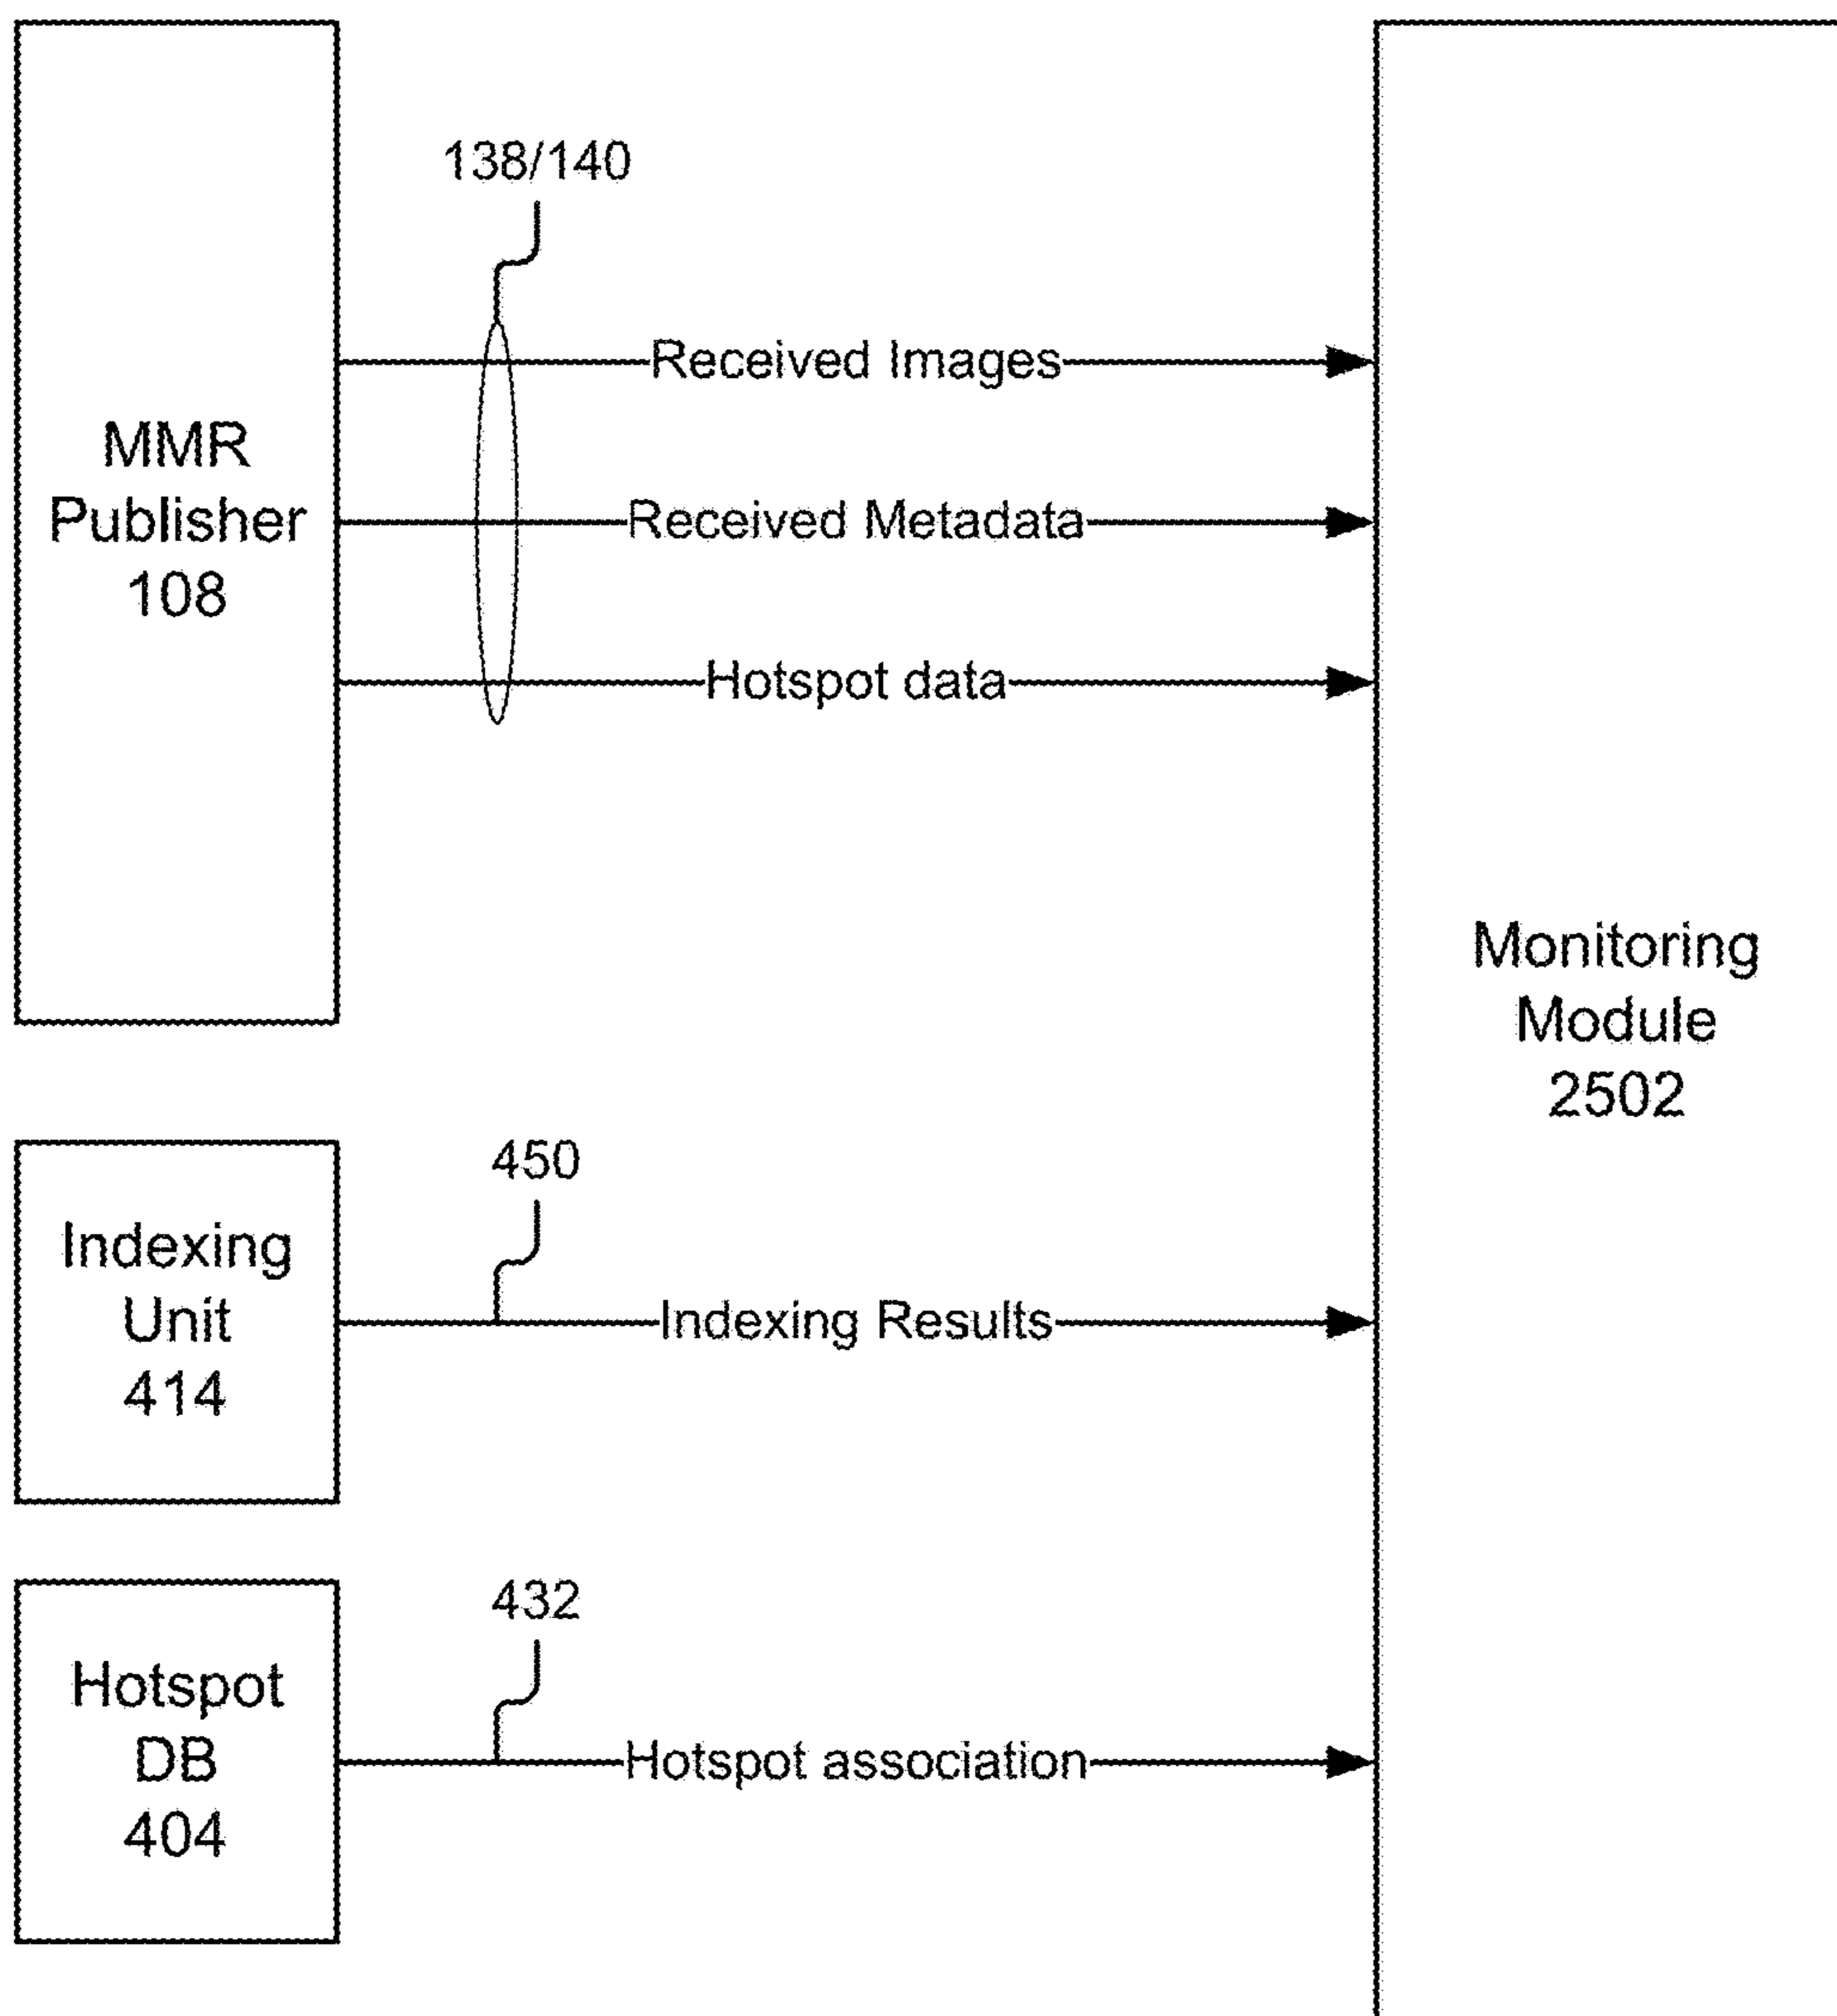 138/140
Received Images
MMR
Publisher
108
Received Metadata
Hotspot data
Monitoring
Module
2502
450
Indexing
Unit
414
Indexing Results
432
Hotspot
DB
404
Hotspot association